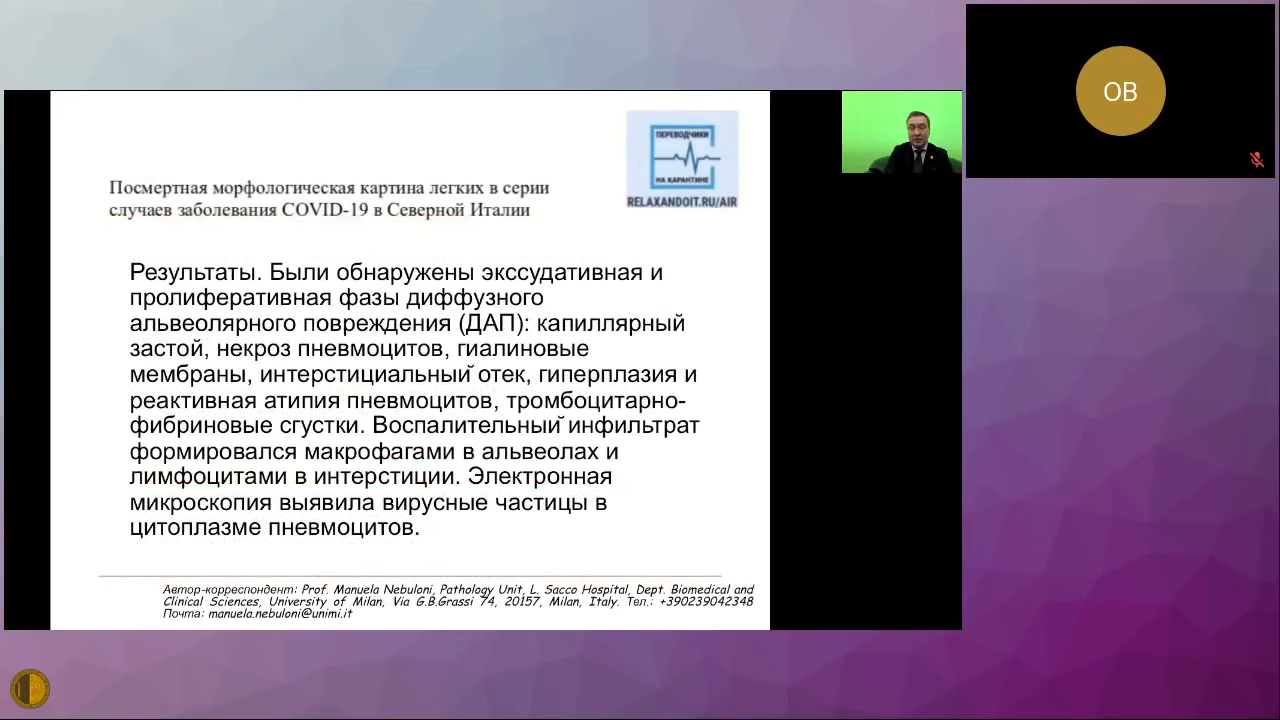 ПЕРЕВОДЧИКИ
НА КАРАНТИНЕ
RELAXANDOIT.RU/AIR
Посмертная морфологическая картина легких в серии
случаев заболевания COVID-19 в Северной Италии
Результаты. Были обнаружены экссудативная и
пролиферативная фазы диффузного
альвеолярного повреждения (ДАП): капиллярный
застой, некроз пневмоцитов, гиалиновые
мембраны, интерстициальный отек, гиперплазия и
реактивная атипия пневмоцитов, тромбоцитарно-
фибриновые сгустки. Воспалительный инфильтрат
формировался макрофагами в альвеолах и
лимфоцитами в интерстиции. Электронная
микроскопия выявила вирусные частицы в
цитоплазме пневмоцитов.
Автор-корреспондент: Prof. Manuela Nebuloni, Pathology Unit, L. Sacco Hospital, Dept. Biomedical and
Clinical Sciences, University of Milan, Via G.B.Grassi 74, 20157, Milan, Italy. Тел.: +390239042348
Почта: manuela.nebuloni@unimi.it
OB